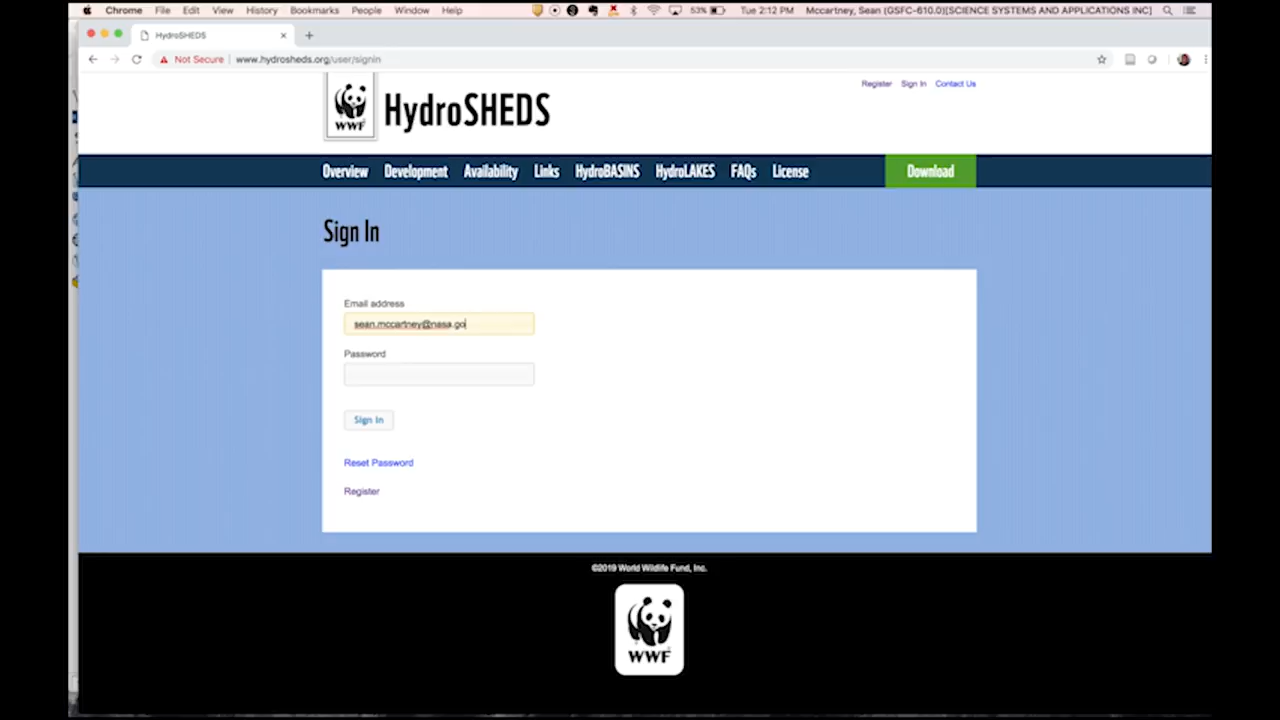 Chrome File Edit View History Bookmarks People Window Help 53% Tue 2:12 PM Mccartney, Sean (GSFC-610.0)[SCIENCE SYSTEMS AND APPLICATIONS INC]
HydroSHEDS
Not Secure www.hydrosheds.org/user/signin
Register Sign In Contact Us
WWF HydroSHEDS
Overview Development Availability Links HydroBASINS HydroLAKES FAQs License Download
Sign In
Email address
sean.mccartney@nasa.go
Password
Sign In
Reset Password
Register
©2019 World Wildlife Fund, Inc.
WWF